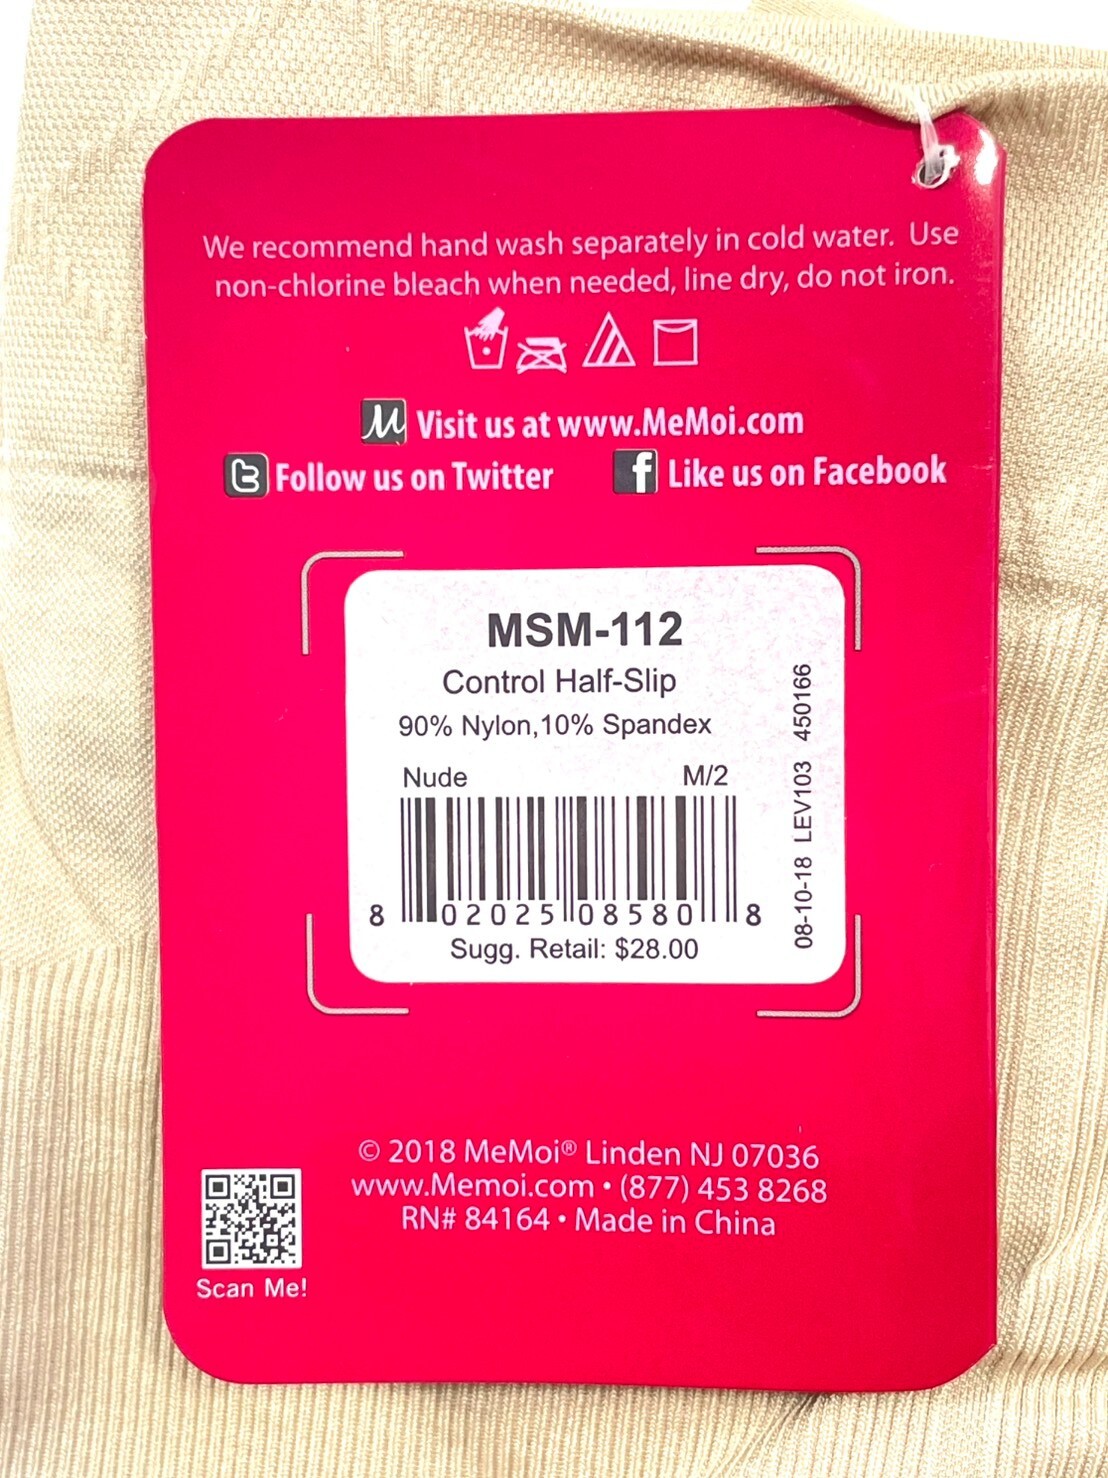 We recommend hand wash separately in cold water. Use
non-chlorine bleach when needed, line dry, do not iron.
M Visit us at www.MeMoi.com
t Follow us on Twitter
f Like us on Facebook
MSM-112
Control Half-Slip
90% Nylon,10% Spandex
Nude M/2
8 02025 08580 8
Sugg. Retail: $28.00
08-10-18 LEV103 450166
© 2018 MeMoi® Linden NJ 07036
www.Memoi.com • (877) 453 8268
RN# 84164 • Made in China
Scan Me!